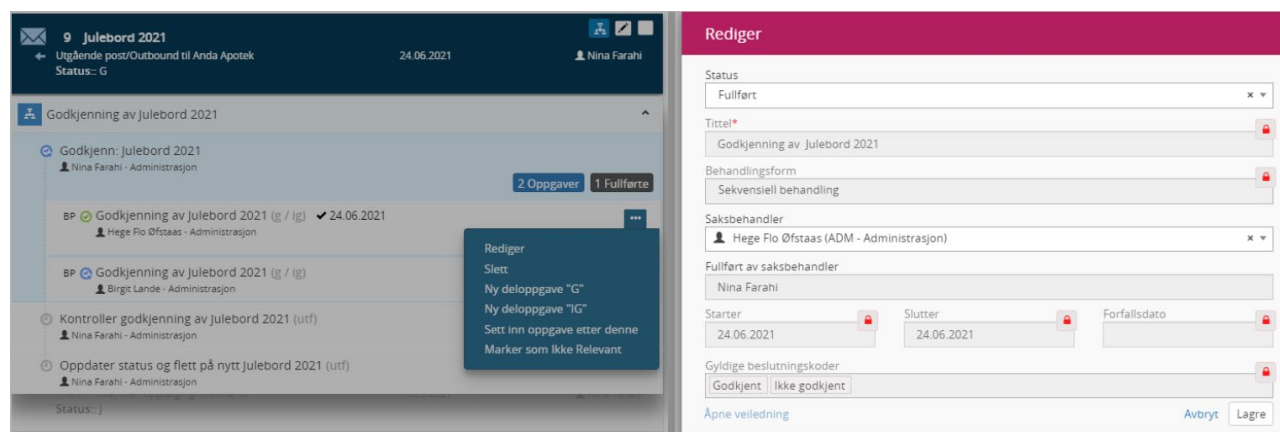 9 Julebord 2021
Utgående post/Outbound til Anda Apotek 24.06.2021 Nina Farahi
Status:: G
Godkjenning av Julebord 2021
Godkjenn: Julebord 2021
Nina Farahi - Administrasjon
2 Oppgaver 1 Fullførte
BP Godkjenning av Julebord 2021 (g / ig) 24.06.2021
Hege Flo Øfstaas - Administrasjon
BP Godkjenning av Julebord 2021 (g / ig)
Birgit Lande - Administrasjon
Kontroller godkjenning av Julebord 2021 (utf)
Nina Farahi - Administrasjon
Oppdater status og flett på nytt Julebord 2021 (utf)
Nina Farahi - Administrasjon
Status:: J
Rediger
Slett
Ny deloppgave "G"
Ny deloppgave "IG"
Sett inn oppgave etter denne
Marker som Ikke Relevant
Rediger
Status
Fullført
Tittel*
Godkjenning av Julebord 2021
Behandlingsform
Sekvensiell behandling
Saksbehandler
Hege Flo Øfstaas (ADM - Administrasjon)
Fullført av saksbehandler
Nina Farahi
Starter Slutter Forfallsdato
24.06.2021 24.06.2021
Gyldige beslutningskoder
Godkjent Ikke godkjent
Åpne veiledning Avbryt Lagre